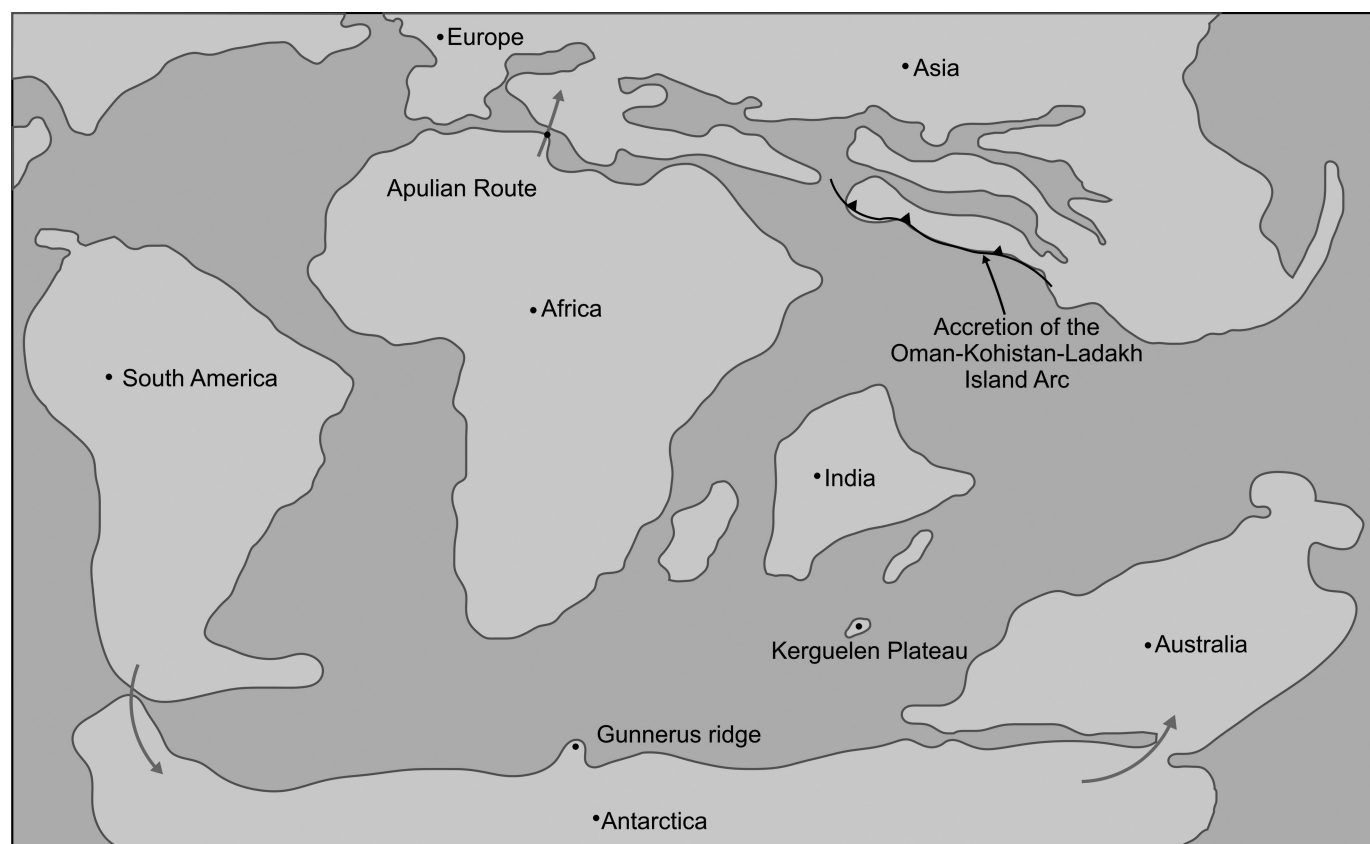 Europe
Asia
Apulian Route
Africa
Accretion of the
Oman-Kohistan-Ladakh
Island Arc
South America
India
Australia
Kerguelen Plateau
Gunnerus ridge
Antarctica